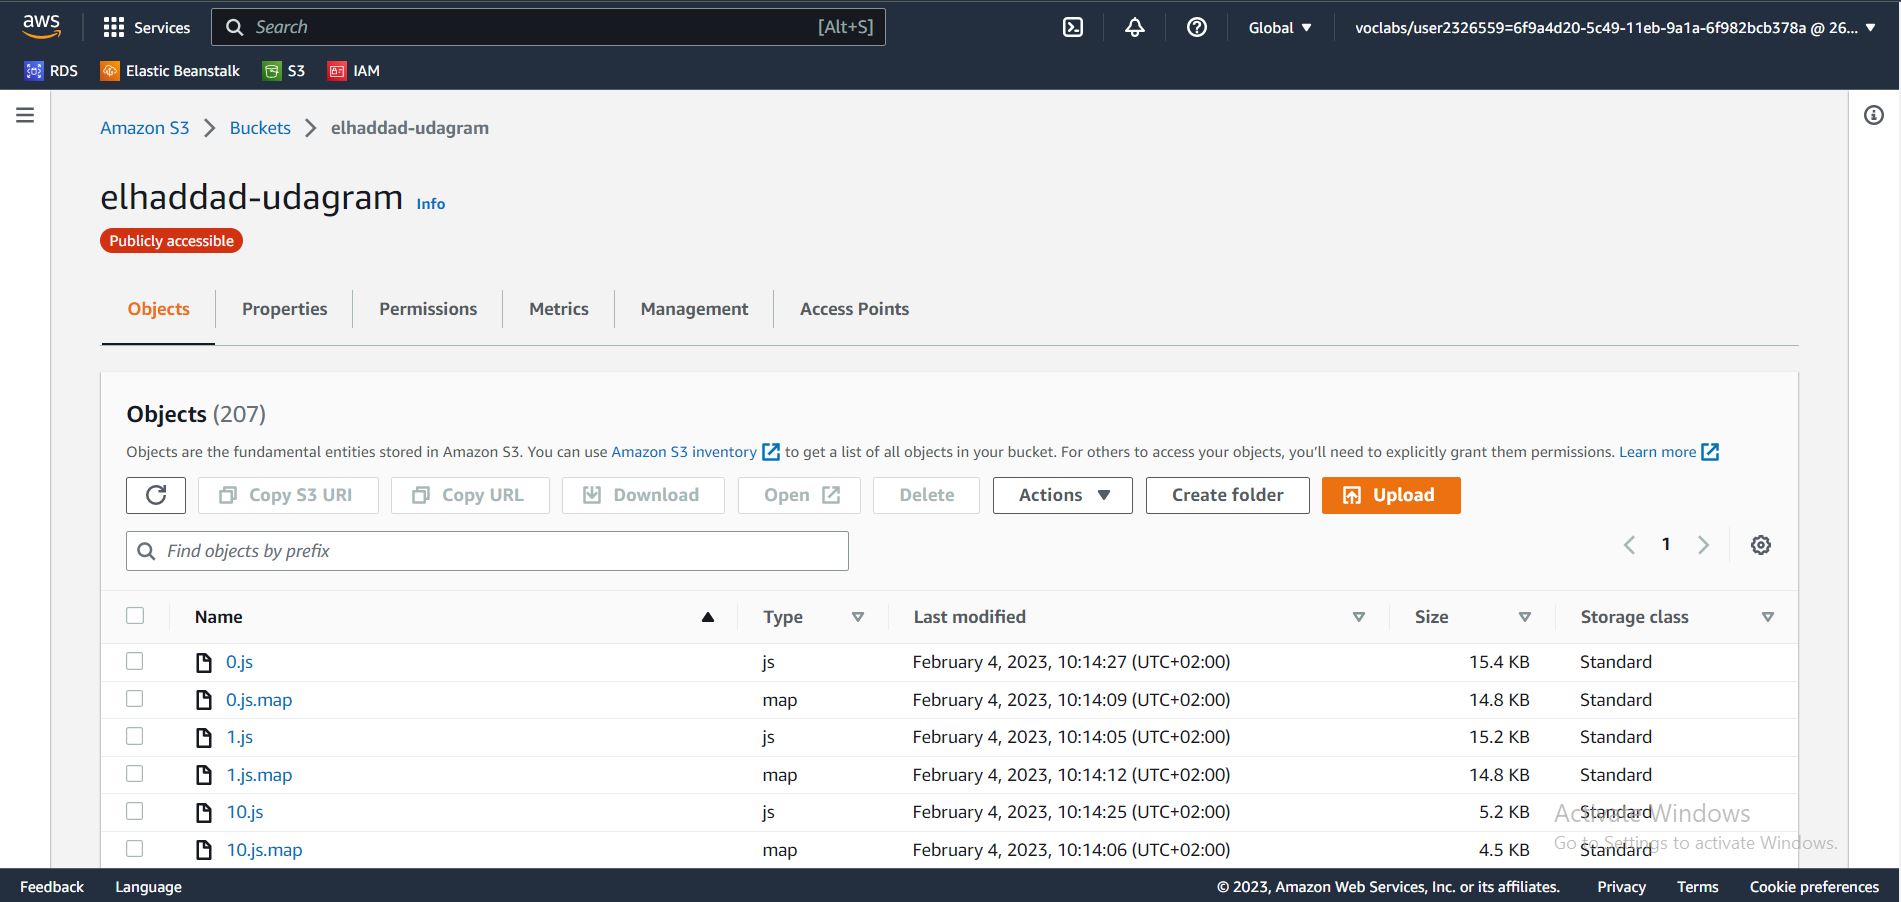 aws Services Search [Alt+S] Global voclabs/user2326559=6f9a4d20-5c49-11eb-9a1a-6f982bcb378a @ 26...
RDS Elastic Beanstalk S3 IAM
Amazon S3 Buckets elhaddad-udagram
elhaddad-udagram Info
Publicly accessible
Objects Properties Permissions Metrics Management Access Points
Objects (207)
Objects are the fundamental entities stored in Amazon S3. You can use Amazon S3 inventory to get a list of all objects in your bucket. For others to access your objects, you'll need to explicitly grant them permissions. Learn more
Copy S3 URI Copy URL Download Open Delete Actions Create folder Upload
Find objects by prefix 1
Name Type Last modified Size Storage class
0.js js February 4, 2023, 10:14:27 (UTC+02:00) 15.4 KB Standard
0.js.map map February 4, 2023, 10:14:09 (UTC+02:00) 14.8 KB Standard
1.js js February 4, 2023, 10:14:05 (UTC+02:00) 15.2 KB Standard
1.js.map map February 4, 2023, 10:14:12 (UTC+02:00) 14.8 KB Standard
10.js js February 4, 2023, 10:14:25 (UTC+02:00) 5.2 KB Standard
Activate Windows
10.js.map map February 4, 2023, 10:14:06 (UTC+02:00) 4.5 KB Standard
Go to Settings to activate Windows.
Feedback Language © 2023, Amazon Web Services, Inc. or its affiliates. Privacy Terms Cookie preferences